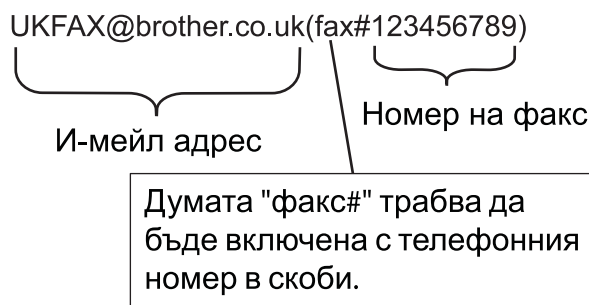 UKFAX@brother.co.uk(fax#123456789)
Номер на факс
И-мейл адрес
Думата "факс#" трабва да
бъде включена с телефонния
номер в скоби.